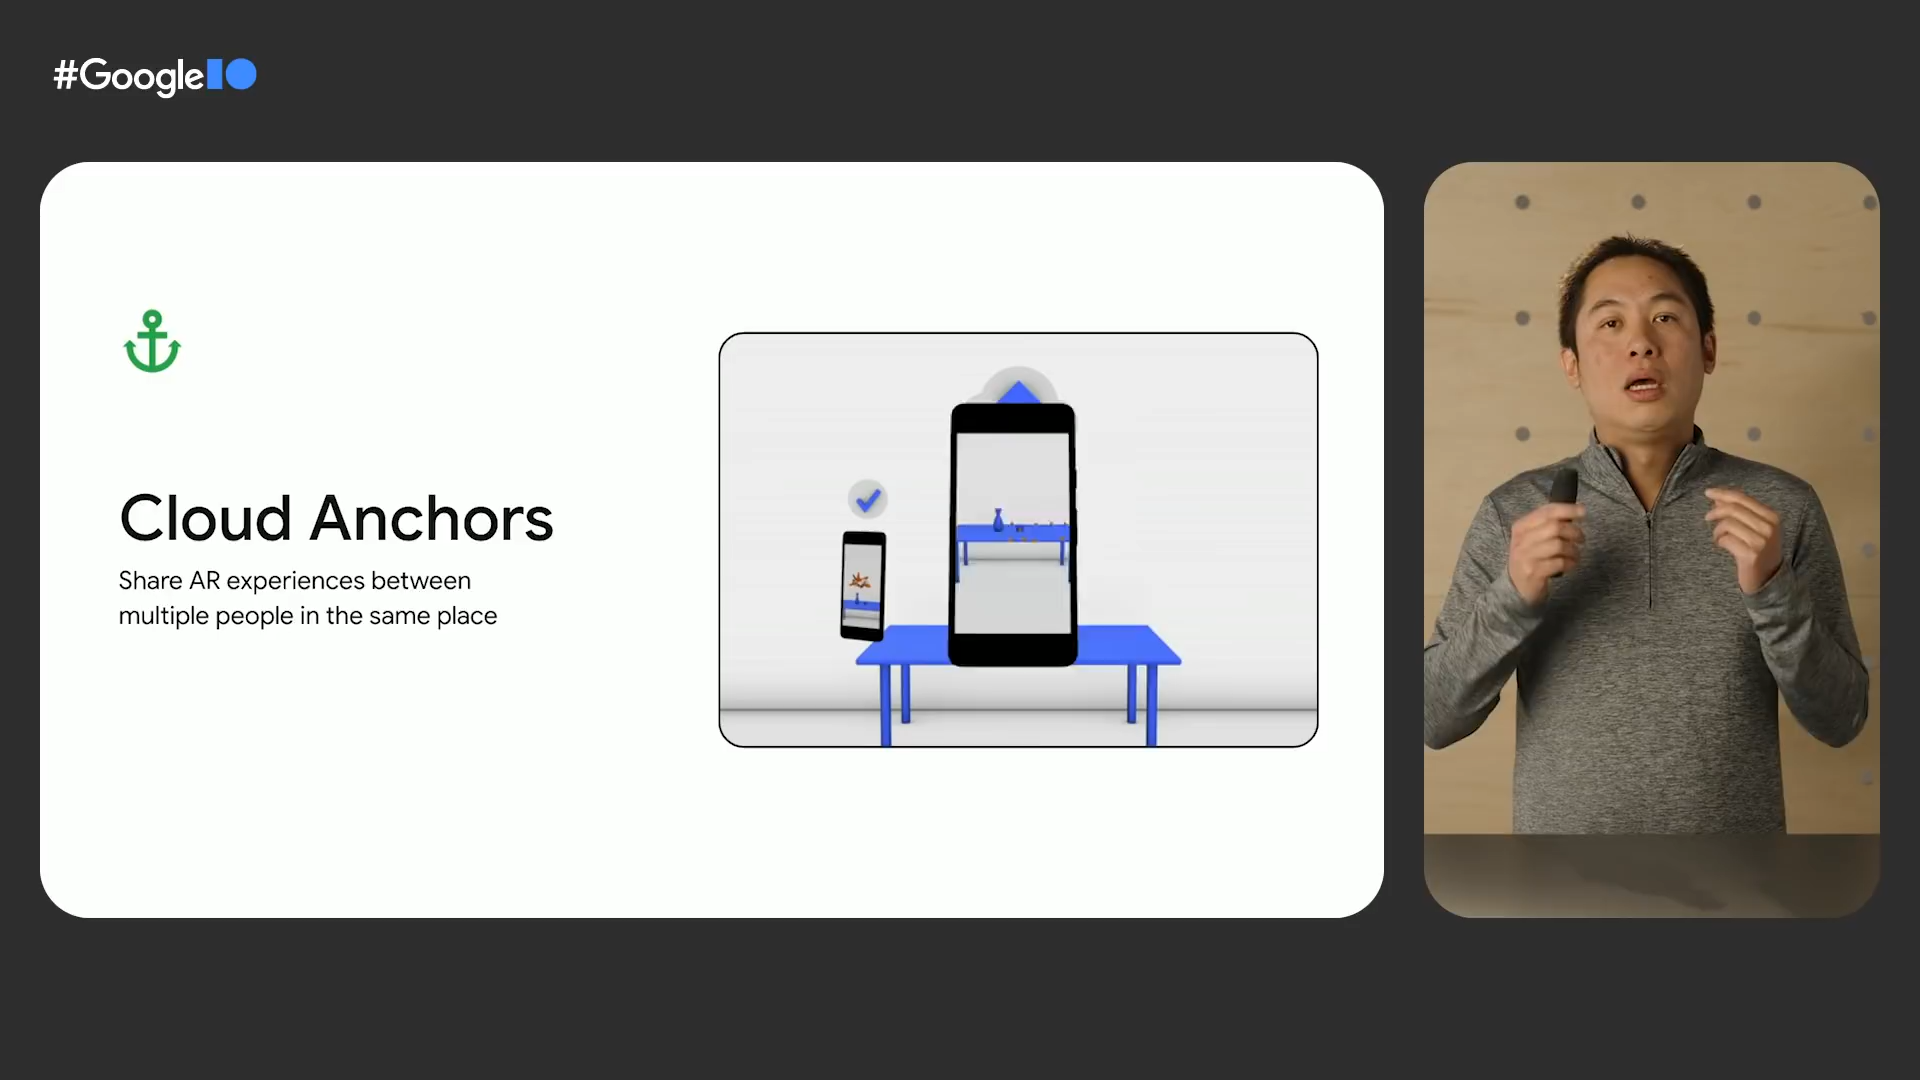 #GoogleIO
Cloud Anchors
Share AR experiences between
multiple people in the same place